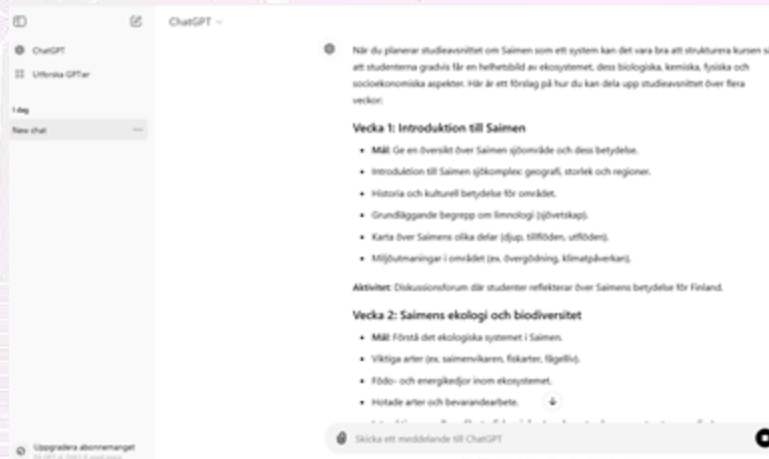 ChatGPT
ChatGPT
Utforska GPT:er
I dag
New chat
När du planerar studieavsnittet om Saimen som ett system kan det vara bra att strukturera kursen så
att studenterna gradvis får en helhetsbild av ekosystemet, dess biologiska, kemiska, fysiska och
socioekonomiska aspekter. Här är ett förslag på hur du kan dela upp studieavsnittet över flera
veckor:
Vecka 1: Introduktion till Saimen
• Mål: Ge en översikt över Saimen sjöområde och dess betydelse.
• Introduktion till Saimen sjökomplex: geografi, storlek och regioner.
• Historia och kulturell betydelse för området.
• Grundläggande begrepp om limnologi (sjövetskap).
• Karta över Saimens olika delar (djup, tillflöden, utflöden).
• Miljöutmaningar i området (ex. övergödning, klimatpåverkan).
Aktivitet: Diskussionsforum där studenter reflekterar över Saimens betydelse för Finland.
Vecka 2: Saimens ekologi och biodiversitet
• Mål: Förstå det ekologiska systemet i Saimen.
• Viktiga arter (ex. saimenvikaren, fiskarter, fågelliv).
• Födo- och energikedjor inom ekosystemet.
• Hotade arter och bevarandearbete.
Skicka ett meddelande till ChatGPT
Uppgradera abonnemanget